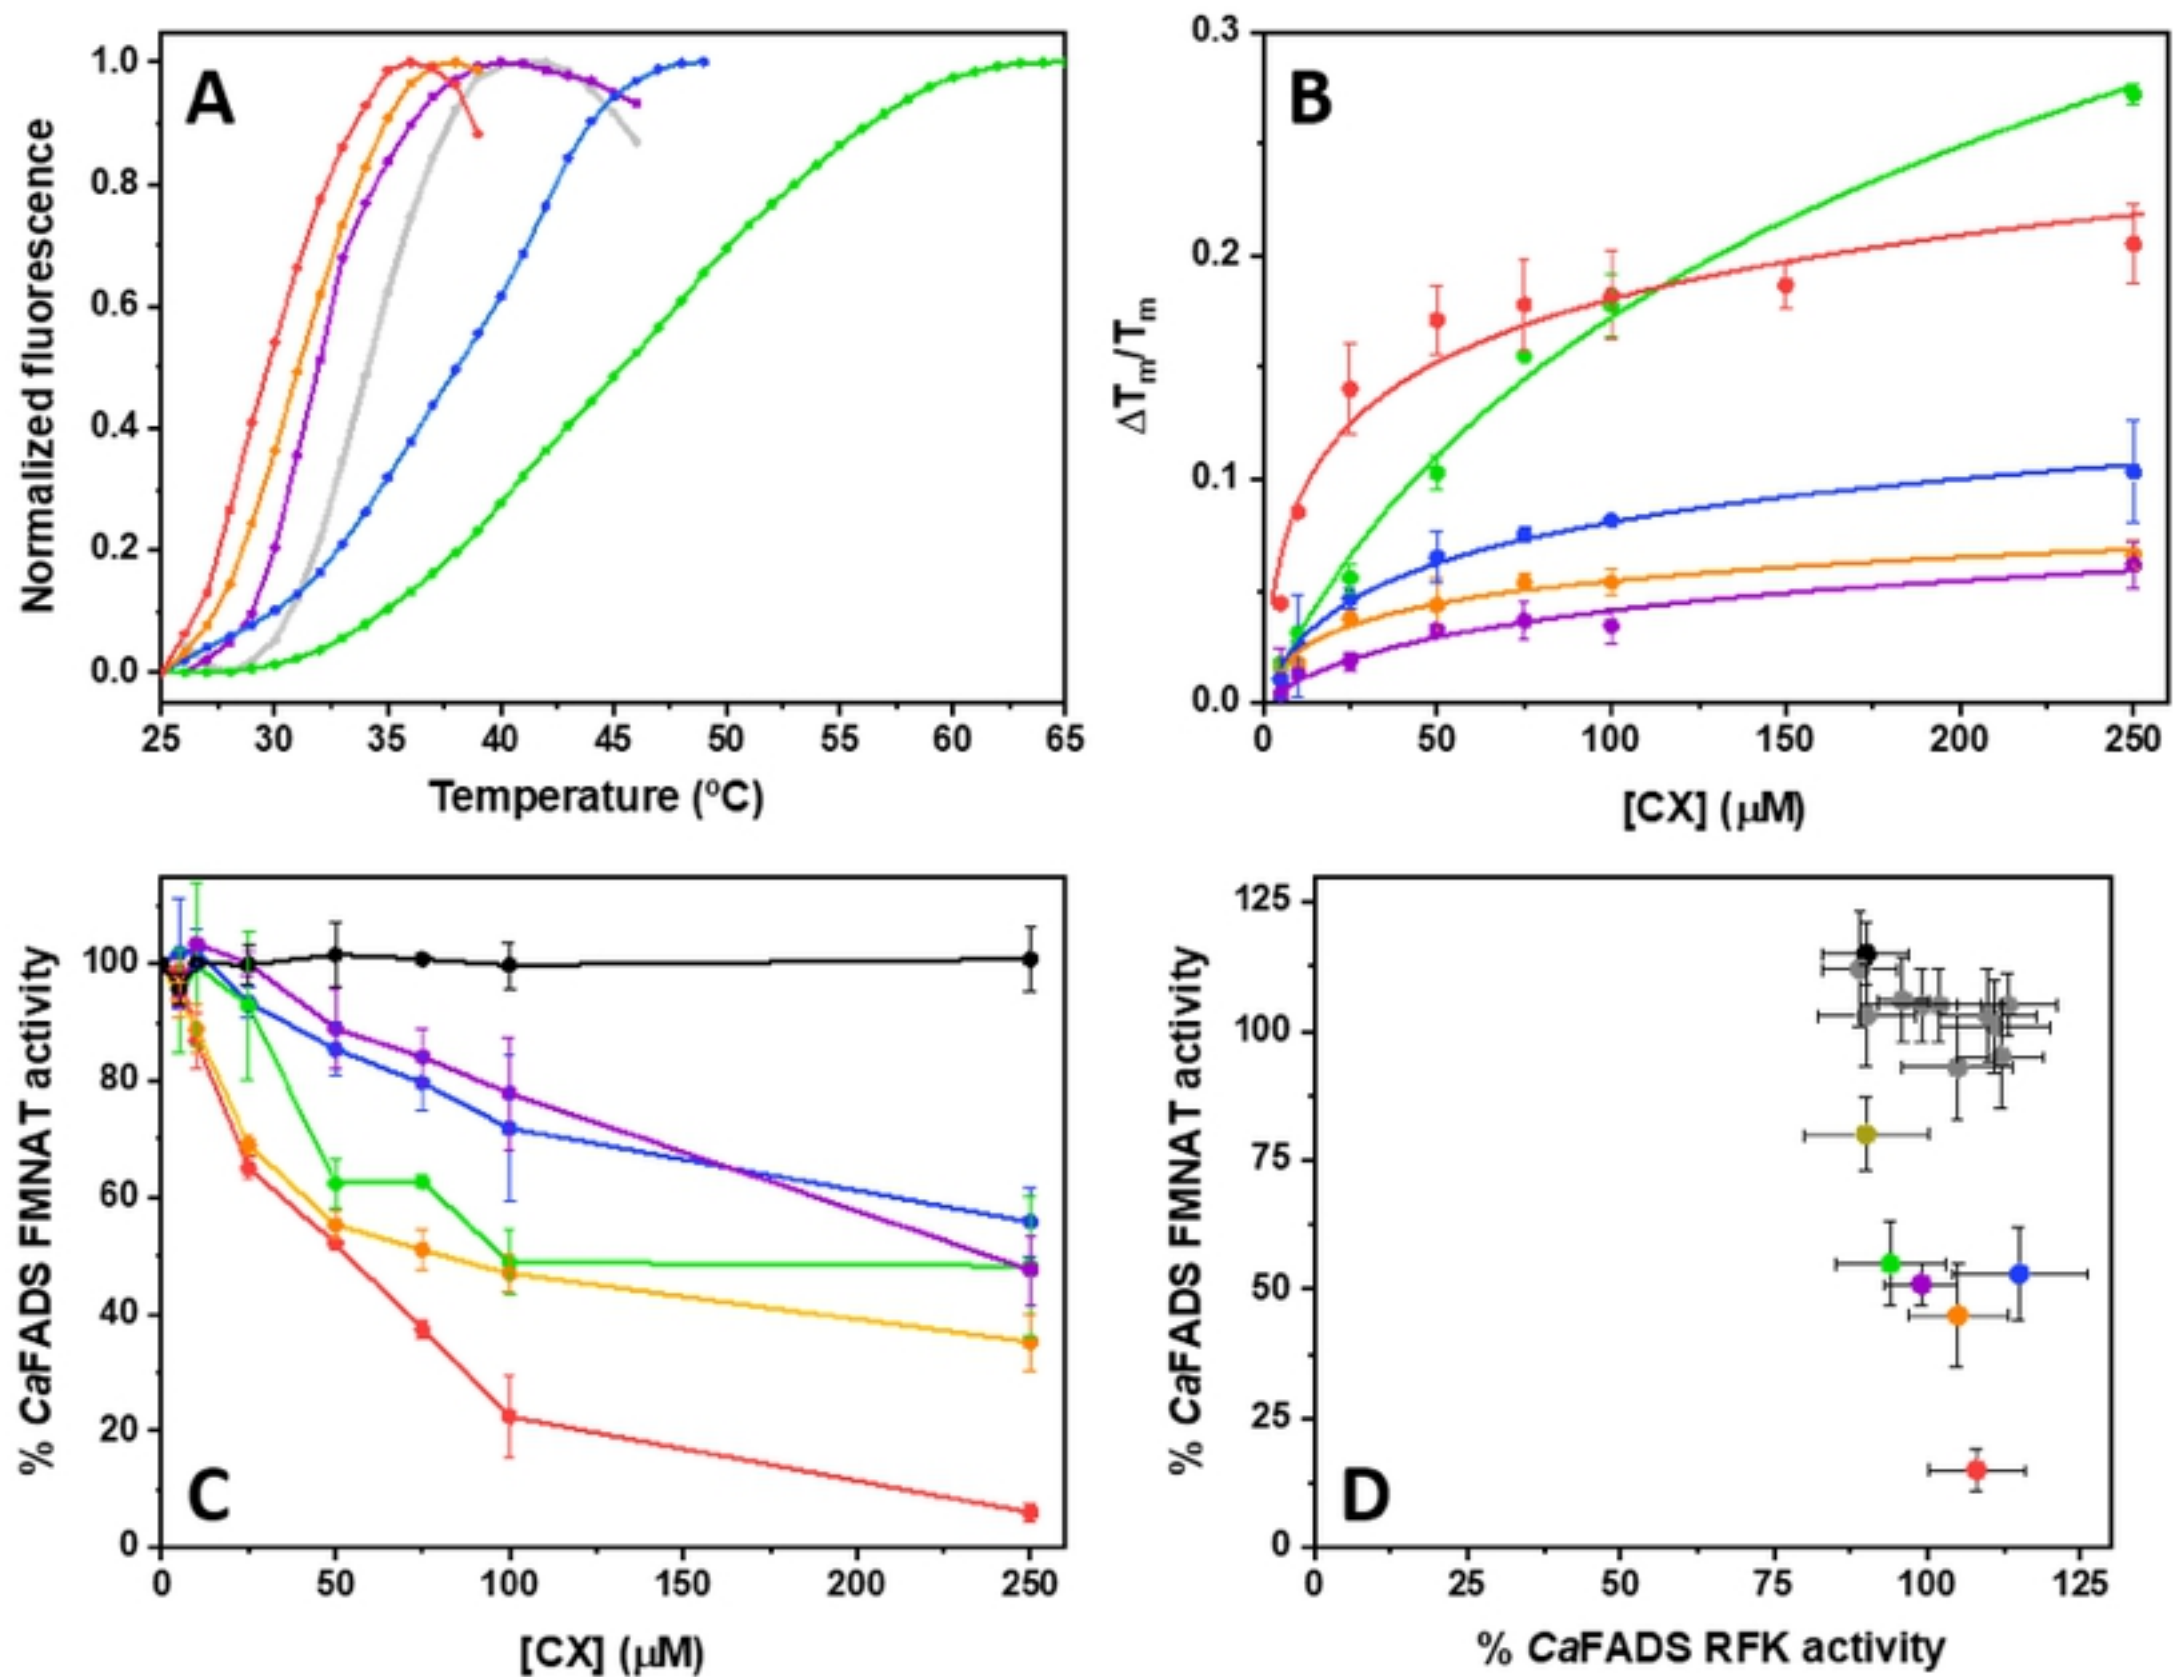 A
1.0
0.8
0.6
0.4
0.2
0.0
Normalized fluorescence
25 30 35 40 45 50 55 60 65
Temperature (ºC)
B
0.3
0.2
0.1
0.0
ΔTm/Tm
0 50 100 150 200 250
[CX] (μM)
100
80
60
40
20
0
% CaFADS FMNAT activity
C
0 50 100 150 200 250
[CX] (μM)
125
100
75
50
25
0
% CaFADS FMNAT activity
D
0 25 50 75 100 125
% CaFADS RFK activity